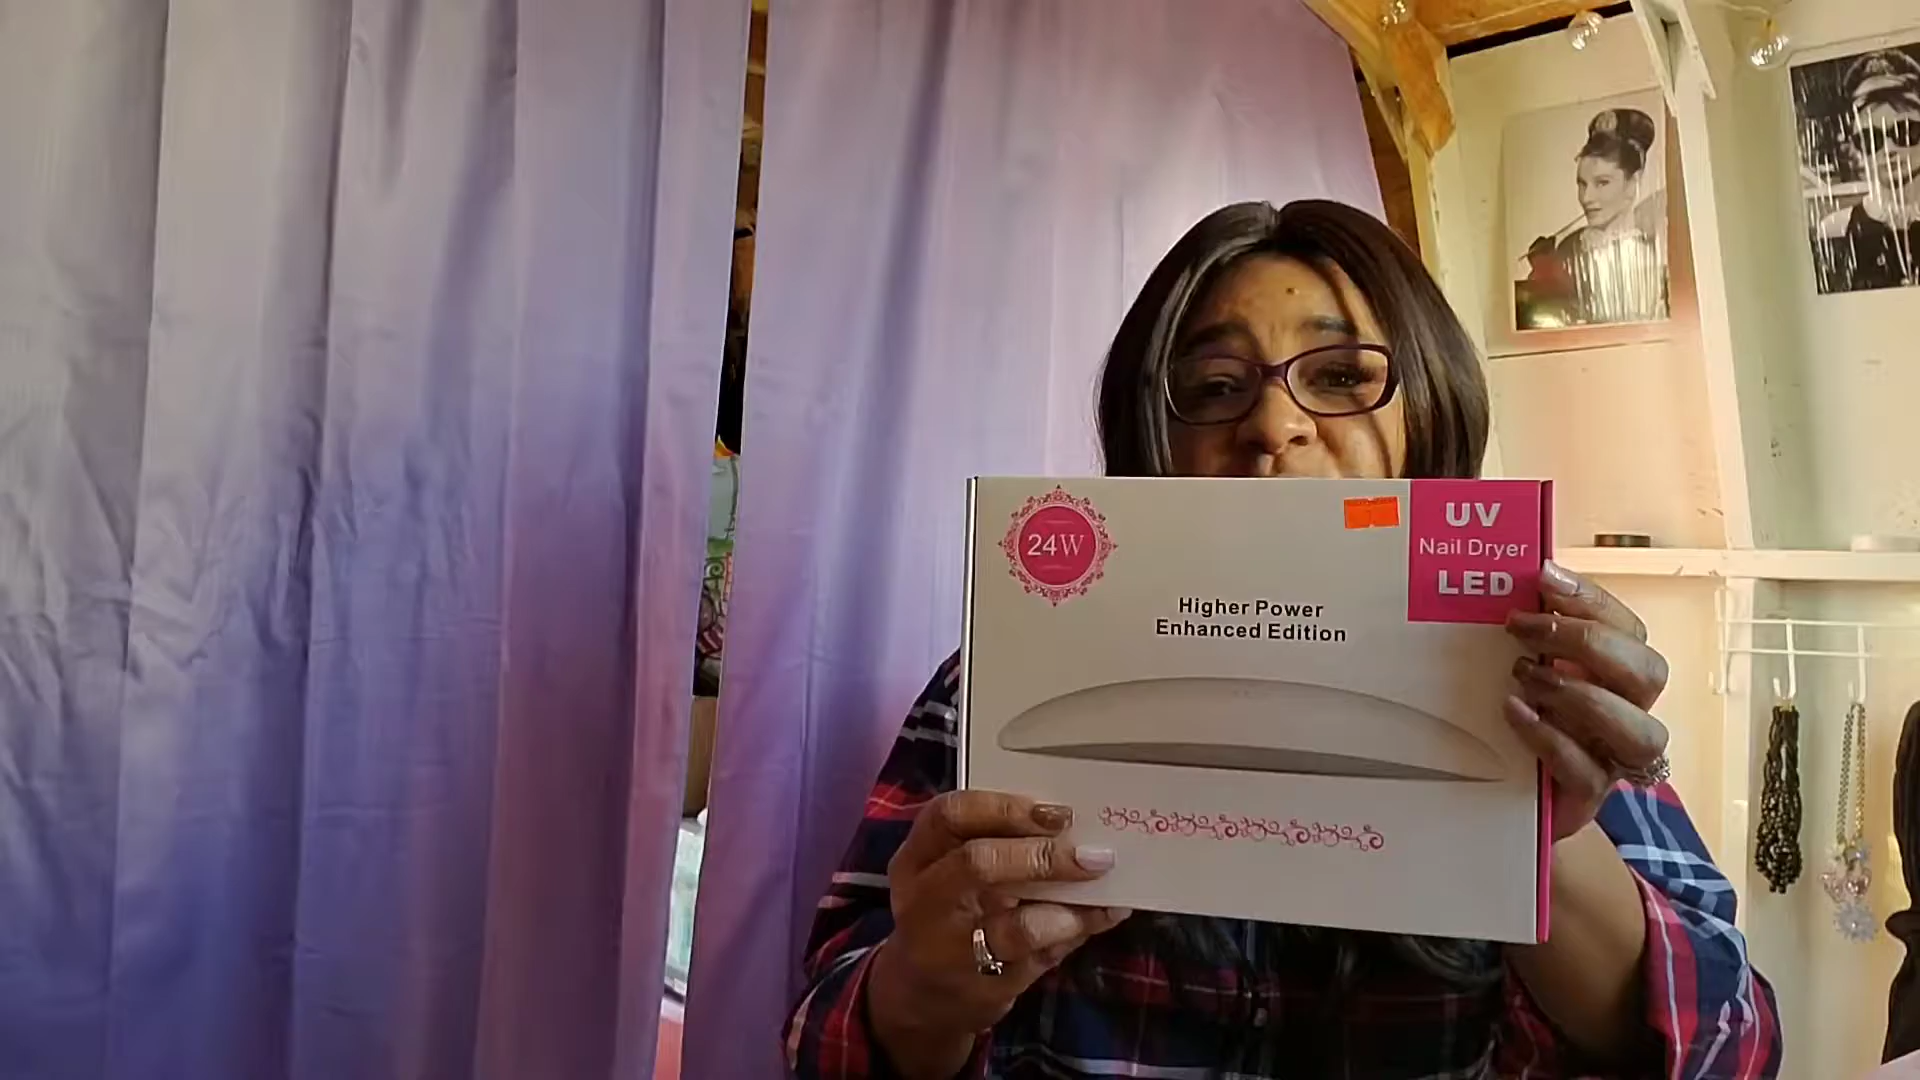 24W
UV
Nail Dryer
LED
Higher Power
Enhanced Edition